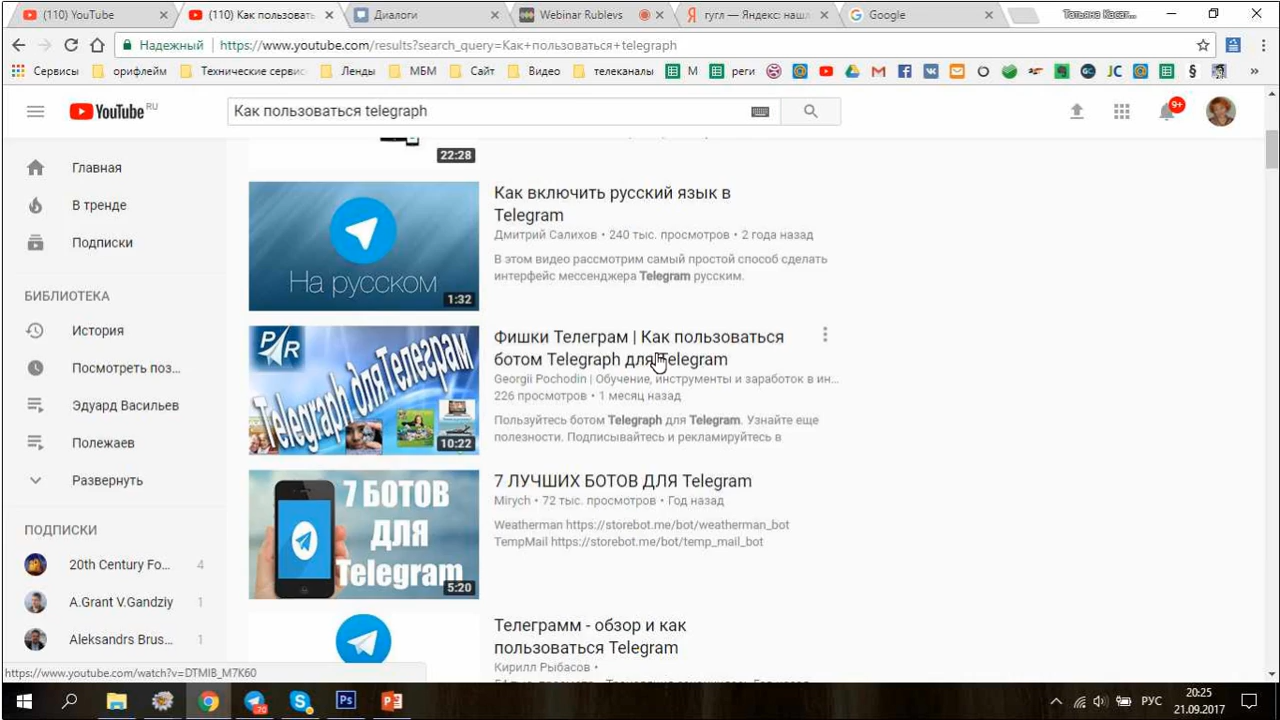 (110) YouTube
(110) Как пользоват
Диалоги
Webinar Rublevs
гугл — Яндекс: нашл
Google
Татьяна Касат...
Надежный
https://www.youtube.com/results?search_query=Как+пользоваться+telegraph
Сервисы
орифлейм
Технические сервис
Ленды
МБМ
Сайт
Видео
телеканалы
М
реги
GC
JC
§
»
YouTube RU
Как пользоваться telegraph
9+
Главная
В тренде
Подписки
БИБЛИОТЕКА
История
Посмотреть поз...
Эдуард Васильев
Полежаев
Развернуть
ПОДПИСКИ
20th Century Fo... 4
A.Grant V.Gandziy 1
Aleksandrs Brus... 1
22:28
На русском
1:32
Как включить русский язык в
Telegram
Дмитрий Салихов • 240 тыс. просмотров • 2 года назад
В этом видео рассмотрим самый простой способ сделать
интерфейс мессенджера Telegram русским.
PR
Telegraph для Телеграм
10:22
Фишки Телеграм | Как пользоваться
ботом Telegraph для Telegram
Georgii Pochodin | Обучение, инструменты и заработок в ин...
226 просмотров • 1 месяц назад
Пользуйтесь ботом Telegraph для Telegram. Узнайте еще
полезности. Подписывайтесь и рекламируйтесь в
7 БОТОВ
ДЛЯ
Telegram
5:20
7 ЛУЧШИХ БОТОВ ДЛЯ Telegram
Mirych • 72 тыс. просмотров • Год назад
Weatherman https://storebot.me/bot/weatherman_bot
TempMail https://storebot.me/bot/temp_mail_bot
Телеграмм - обзор и как
пользоваться Telegram
Кирилл Рыбасов •
https://www.youtube.com/watch?v=DTMIB_M7K60
РУС
20:25
21.09.2017